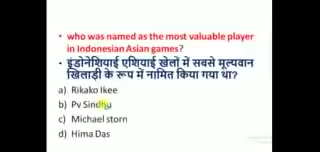 who was named as the most valuable player
in Indonesian Asian games?
इंडोनेशियाई एशियाई खेलों में सबसे मूल्यवान
खिलाड़ी के रूप में नामित किया गया था?
a) Rikako Ikee
b) Pv Sindhu
c) Michael storn
d) Hima Das